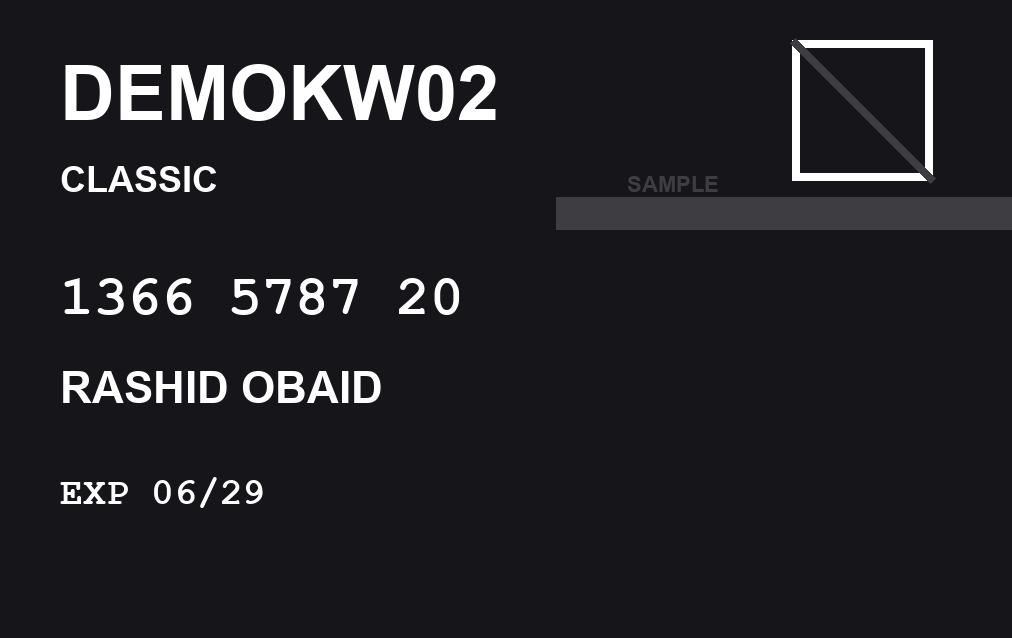 DEMOKW02
CLASSIC
SAMPLE
1366 5787 20
RASHID OBAID
EXP 06/29